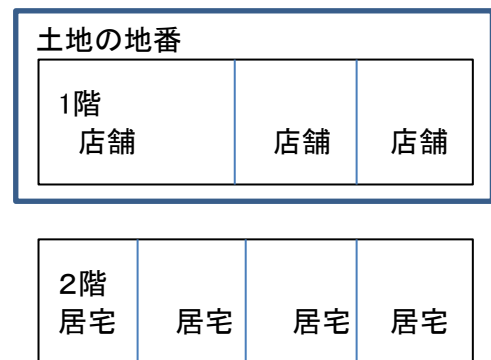 土地の地番
1階
店舗 店舗 店舗
2階
居宅 居宅 居宅 居宅